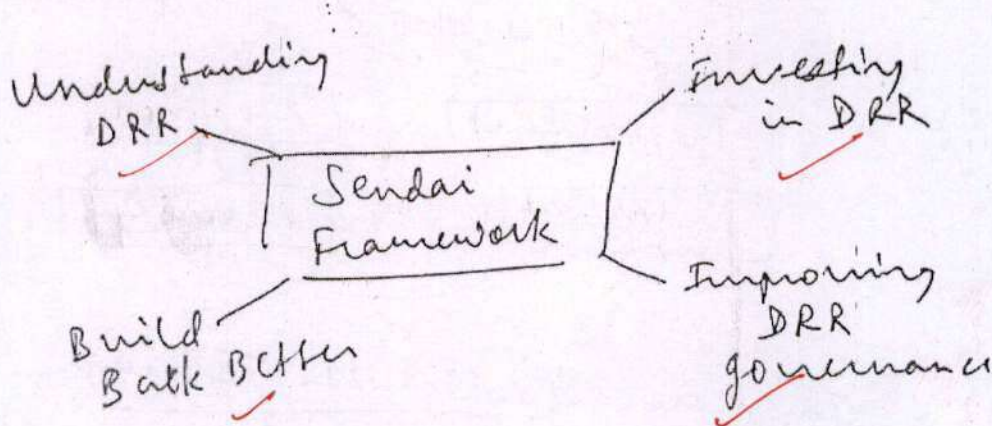 Understanding
DRR
Investing
in DRR
Sendai
Framework
Build
Back Better
Improving
DRR
governance